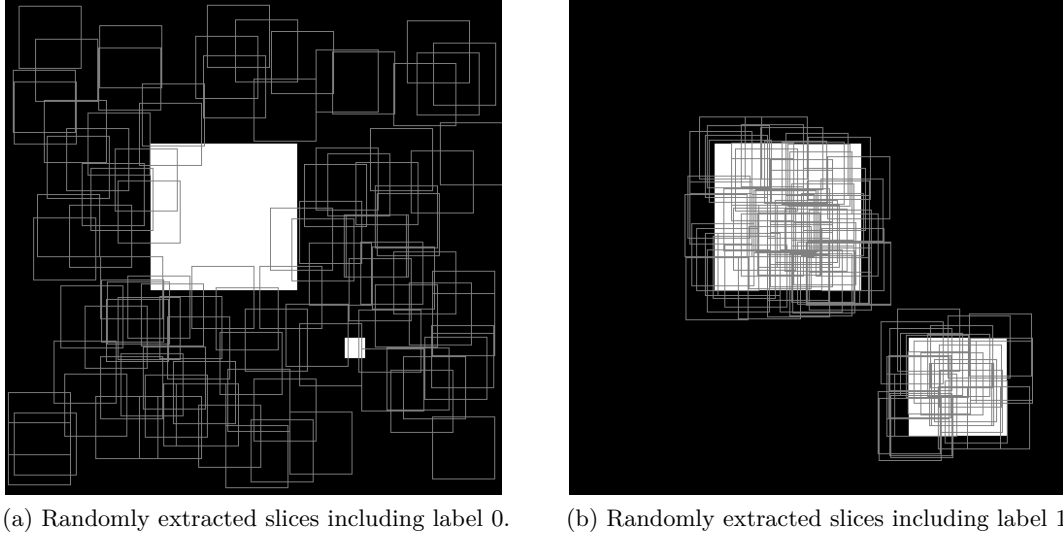 (a) Randomly extracted slices including label 0.
(b) Randomly extracted slices including label 1